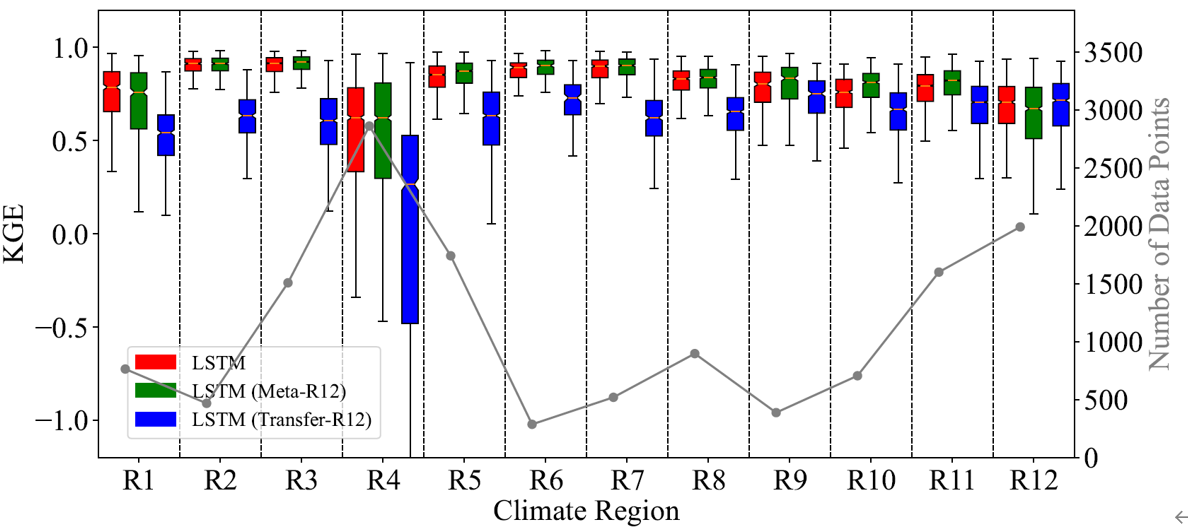 1.0
0.5
0.0
−0.5
−1.0
KGE
LSTM
LSTM (Meta-R12)
LSTM (Transfer-R12)
3500
3000
2500
2000
1500
1000
500
0
Number of Data Points
R1 R2 R3 R4 R5 R6 R7 R8 R9 R10 R11 R12
Climate Region
←